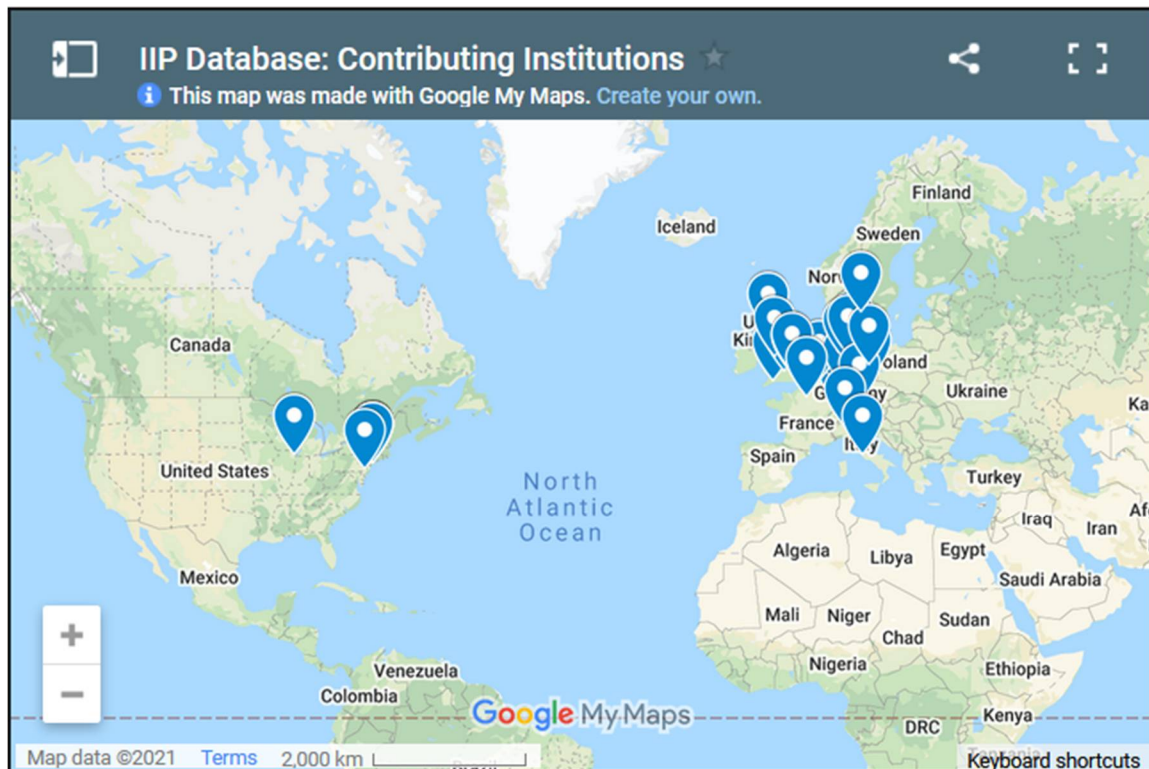 IIP Database: Contributing Institutions
This map was made with Google My Maps. Create your own.
Finland
Iceland
Sweden
Canada
Ukraine
France
United States
Spain
Turkey
North
Atlantic
Ocean
Iraq
Iran
Algeria
Libya
Egypt
Mexico
Saudi Arabia
Mali
Niger
Sudan
Chad
Nigeria
Ethiopia
Venezuela
Colombia
Google My Maps
Kenya
DRC
Map data ©2021 Terms 2,000 km
Keyboard shortcuts